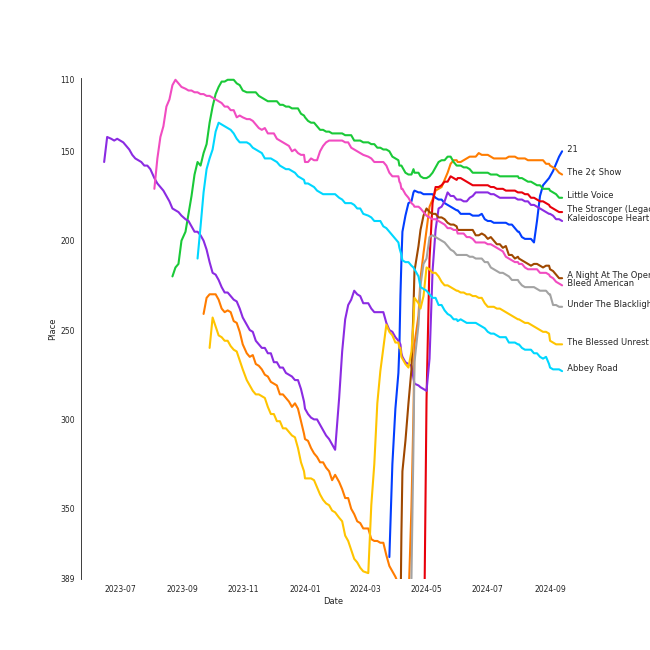 110
150
200
250
300
350
389
Place
2023-07
2023-09
2023-11
2024-01
2024-03
2024-05
2024-07
2024-09
Date
21
The 2¢ Show
Little Voice
The Stranger (Legac
Kaleidoscope Heart
A Night At The Oper
Bleed American
Under The Blackligh
The Blessed Unrest
Abbey Road